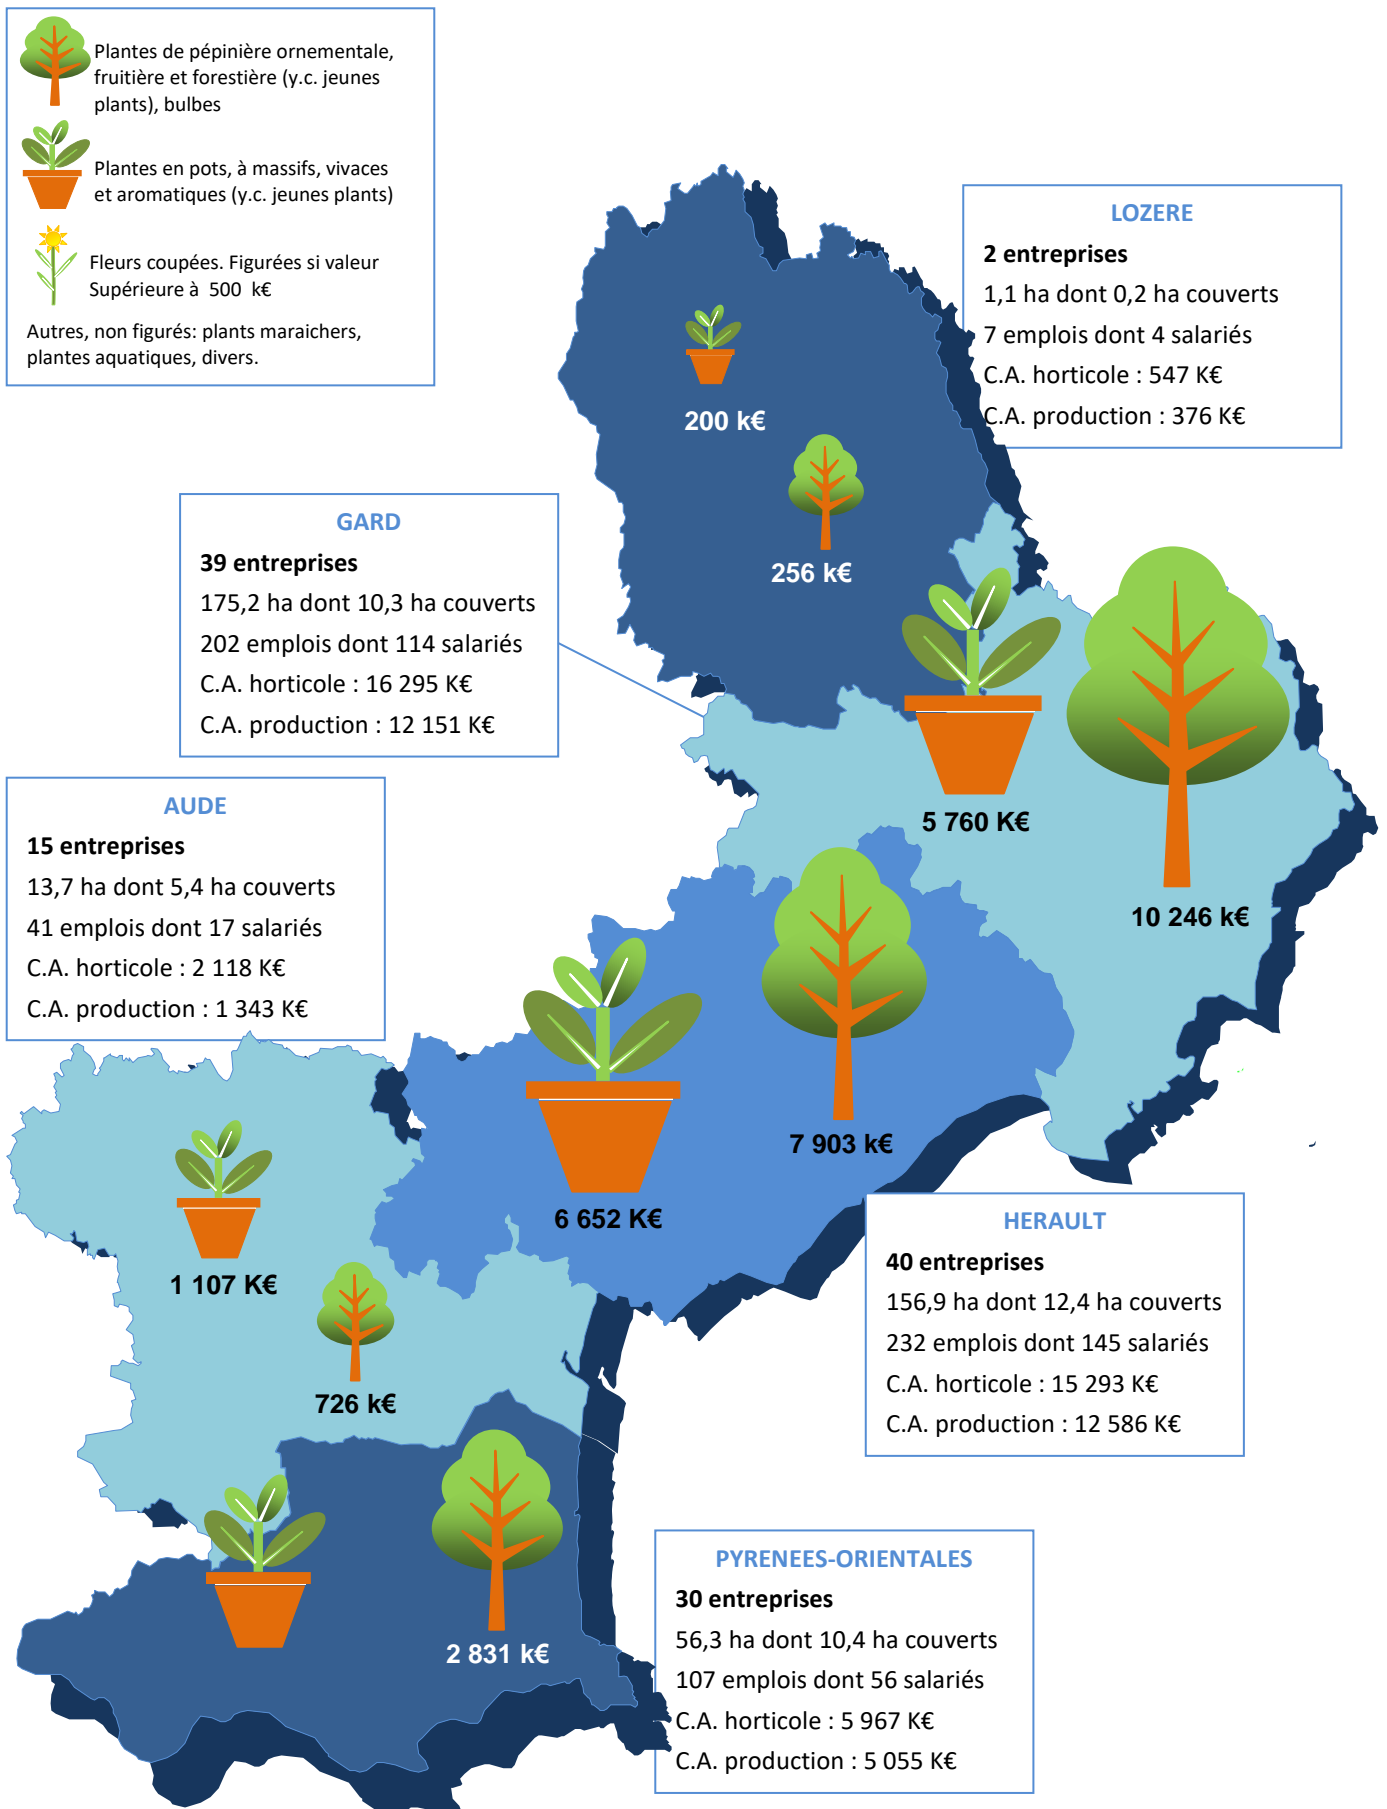 Plantes de pépinière ornementale,
fruitière et forestière (y.c. jeunes
plants), bulbes
Plantes en pots, à massifs, vivaces
et aromatiques (y.c. jeunes plants)
Fleurs coupées. Figurées si valeur
Supérieure à 500 k€
Autres, non figurés: plants maraichers,
plantes aquatiques, divers.
LOZERE
2 entreprises
1,1 ha dont 0,2 ha couverts
7 emplois dont 4 salariés
C.A. horticole : 547 K€
C.A. production : 376 K€
200 k€
256 k€
GARD
39 entreprises
175,2 ha dont 10,3 ha couverts
202 emplois dont 114 salariés
C.A. horticole : 16 295 K€
C.A. production : 12 151 K€
5 760 K€
10 246 k€
AUDE
15 entreprises
13,7 ha dont 5,4 ha couverts
41 emplois dont 17 salariés
C.A. horticole : 2 118 K€
C.A. production : 1 343 K€
7 903 k€
6 652 K€
1 107 K€
726 k€
HERAULT
40 entreprises
156,9 ha dont 12,4 ha couverts
232 emplois dont 145 salariés
C.A. horticole : 15 293 K€
C.A. production : 12 586 K€
2 831 k€
PYRENEES-ORIENTALES
30 entreprises
56,3 ha dont 10,4 ha couverts
107 emplois dont 56 salariés
C.A. horticole : 5 967 K€
C.A. production : 5 055 K€